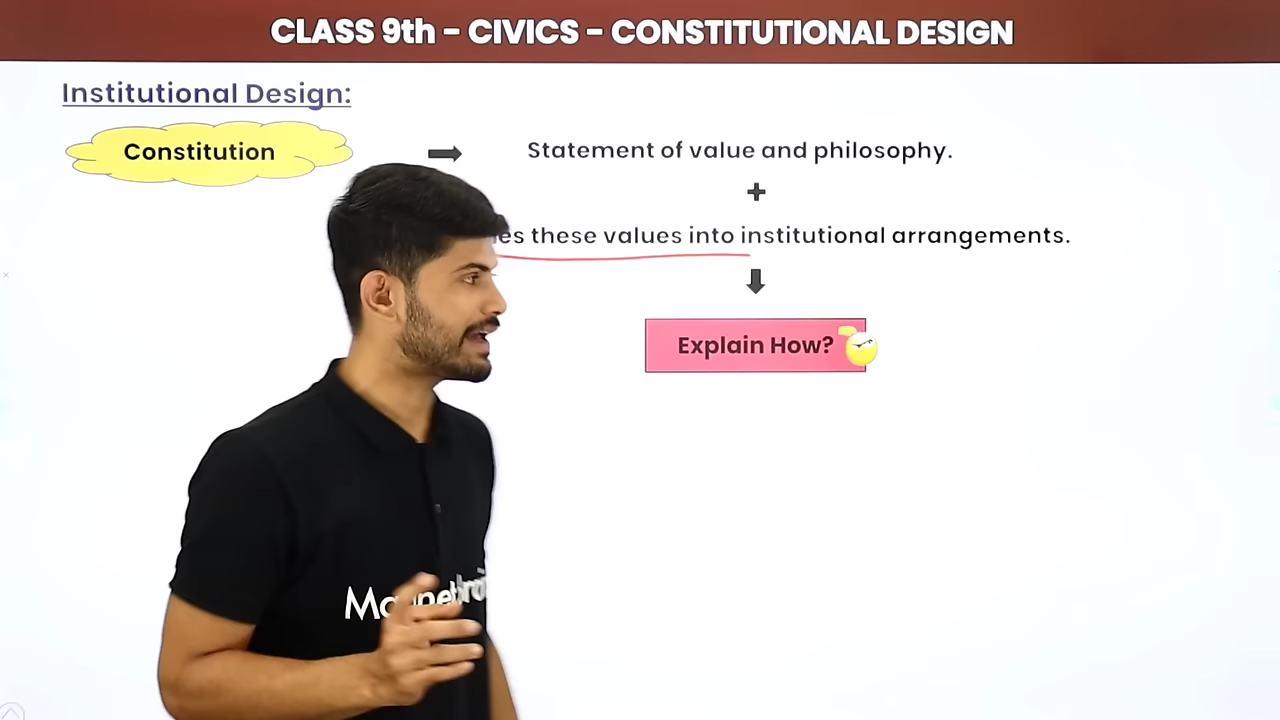 CLASS 9th - CIVICS - CONSTITUTIONAL DESIGN
Institutional Design:
Constitution
Statement of value and philosophy.
+
these values into institutional arrangements.
Explain How?